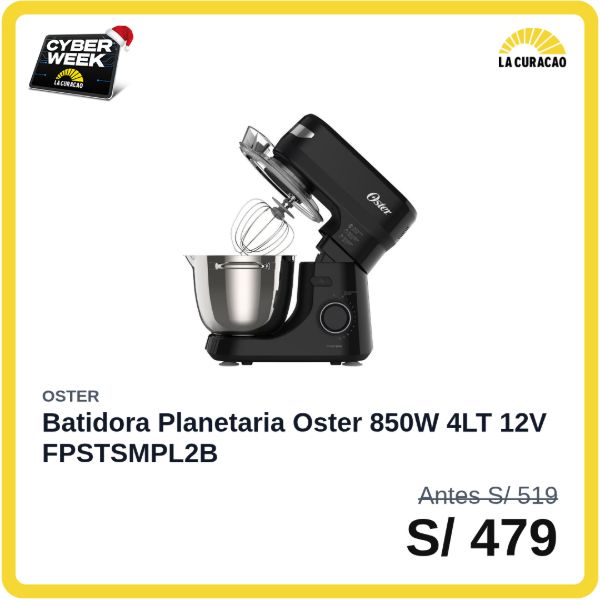 CYBER
WEEK
LA CURACAO
LA CURACAO
Oster
OSTER
Batidora Planetaria Oster 850W 4LT 12V
FPSTSMPL2B
Antes S/ 519
S/ 479